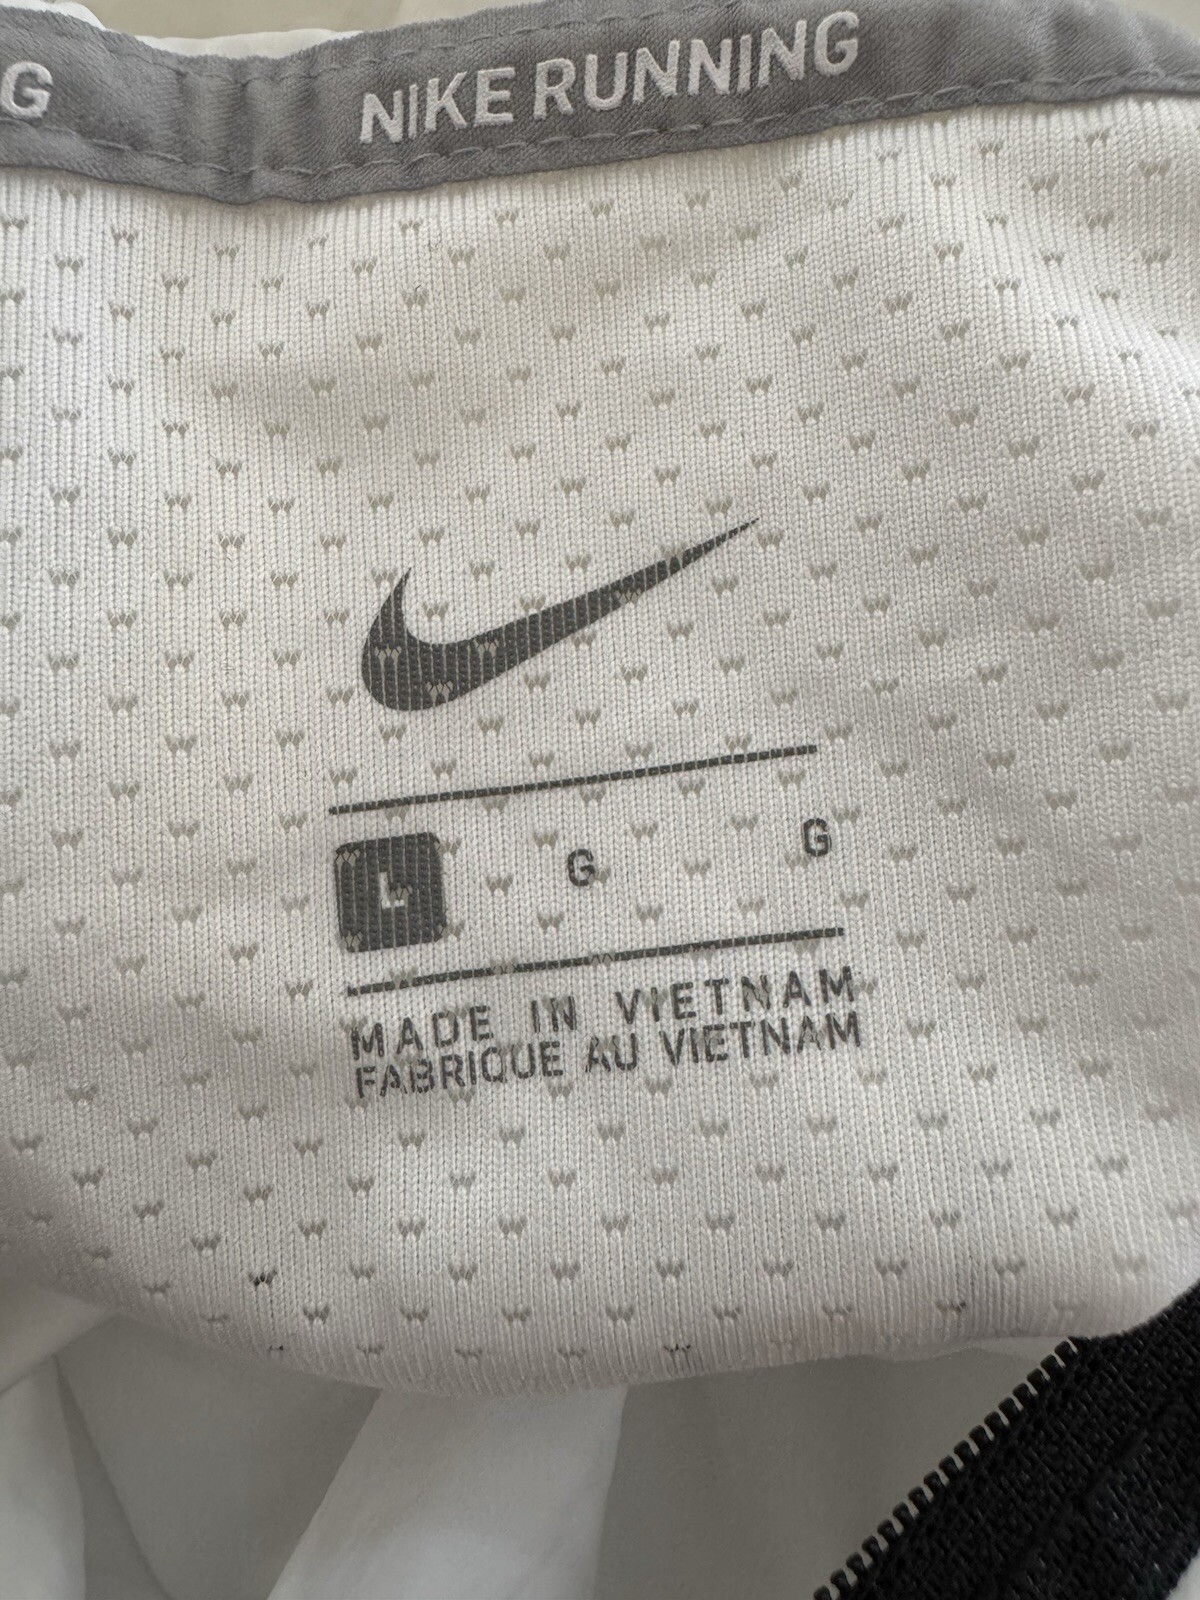 G NIKE RUNNING
L G G
MADE IN VIETNAM
FABRIQUE AU VIETNAM